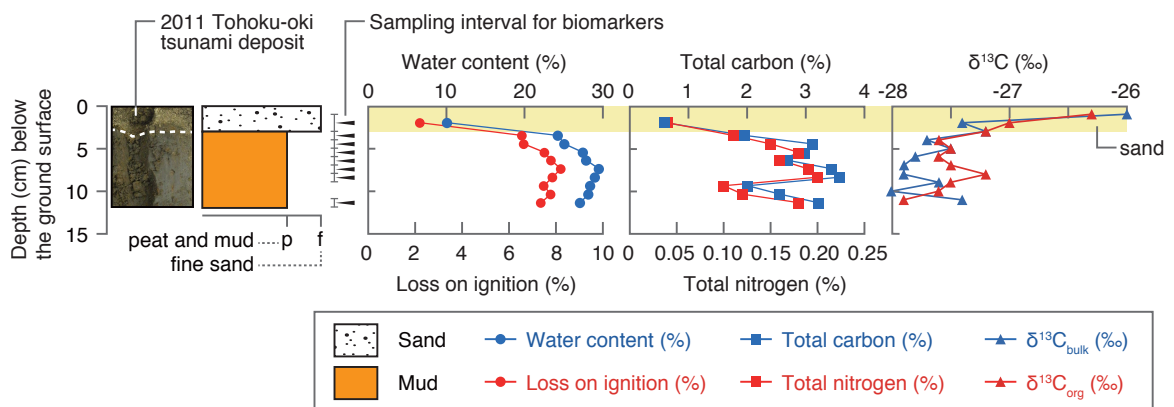 2011 Tohoku-oki
tsunami deposit
Sampling interval for biomarkers
Water content (%)
Total carbon (%)
δ¹³C (‰)
0 10 20 30
0 1 2 3 4
-28 -27 -26
Depth (cm) below
the ground surface
0
5
10
15
sand
peat and mud p f
fine sand
0 2 4 6 8 10
0 0.05 0.10 0.15 0.20 0.25
Loss on ignition (%)
Total nitrogen (%)
Sand Water content (%) Total carbon (%) δ¹³C_bulk (‰)
Mud Loss on ignition (%) Total nitrogen (%) δ¹³C_org (‰)